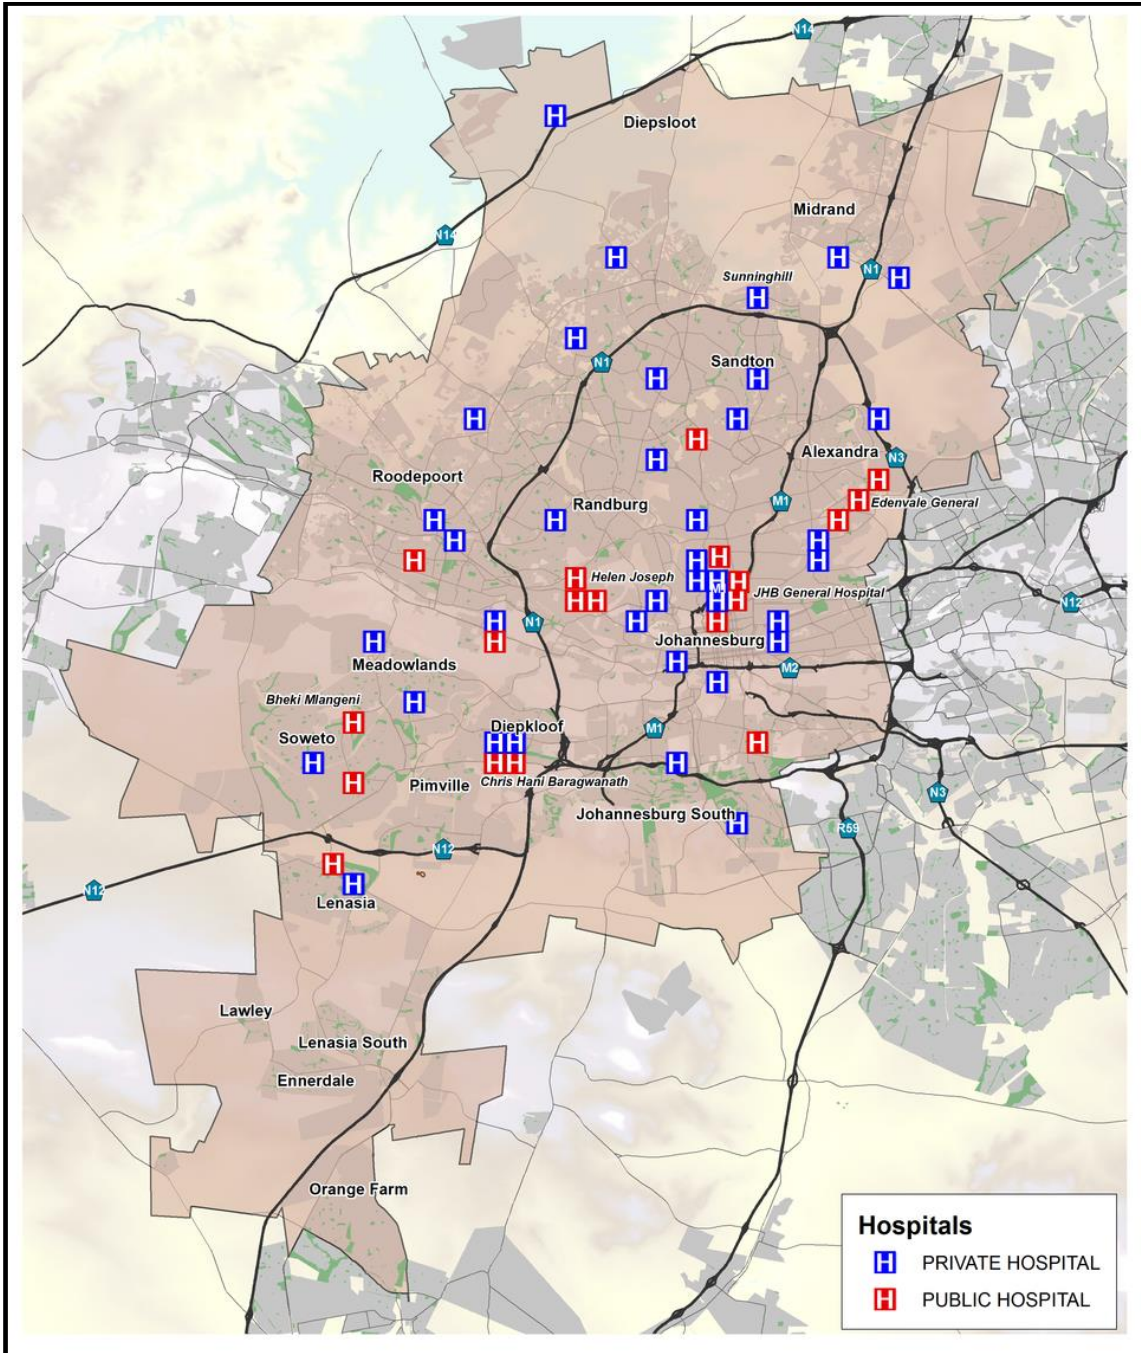 N14
Diepsloot
Midrand
N14
Sunninghill
N1
N1
Sandton
Alexandra
N3
Roodepoort
Randburg
M1
Edenvale General
Helen Joseph
JHB General Hospital
N12
N1
Johannesburg
Meadowlands
M2
Bheki Mlangeni
Diepkloof
M1
Soweto
Pimville
Chris Hani Baragwanath
N3
Johannesburg South
R59
N12
N12
Lenasia
Lawley
Lenasia South
Ennerdale
Orange Farm
Hospitals
H PRIVATE HOSPITAL
H PUBLIC HOSPITAL